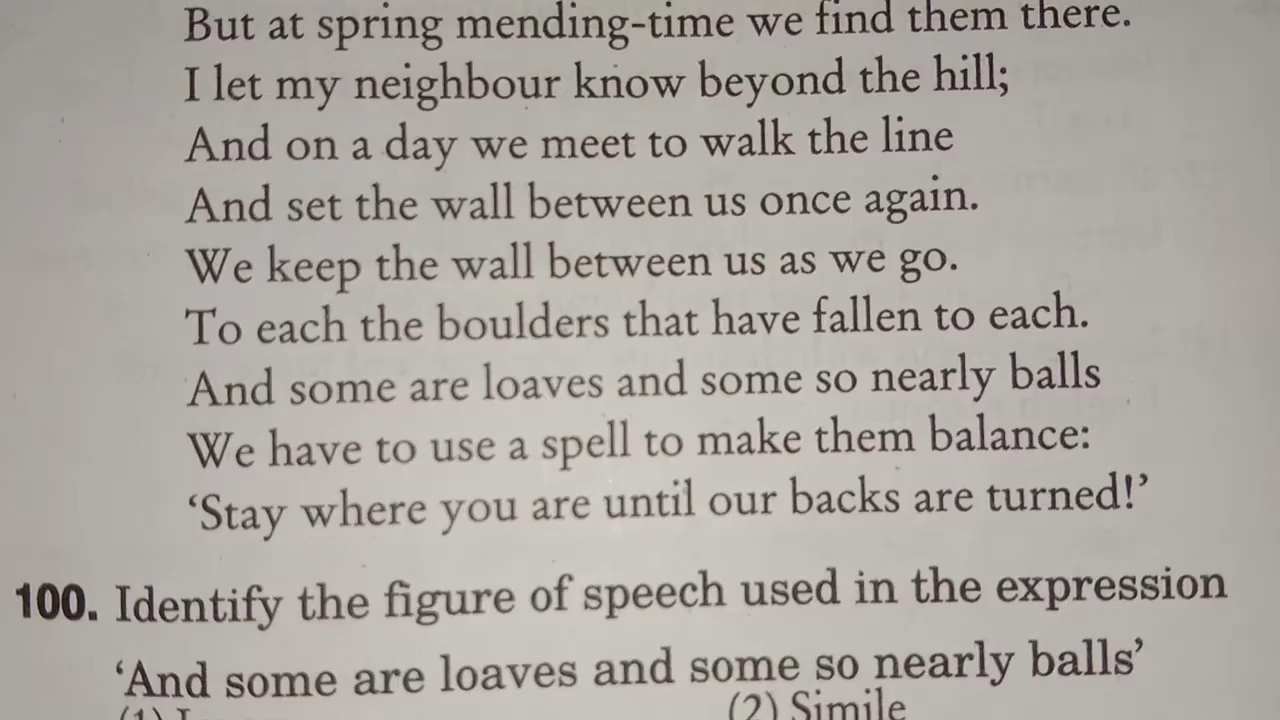 But at spring mending-time we find them there.
I let my neighbour know beyond the hill;
And on a day we meet to walk the line
And set the wall between us once again.
We keep the wall between us as we go.
To each the boulders that have fallen to each.
And some are loaves and some so nearly balls
We have to use a spell to make them balance:
‘Stay where you are until our backs are turned!’
100. Identify the figure of speech used in the expression
‘And some are loaves and some so nearly balls’
(1) (2) Simile